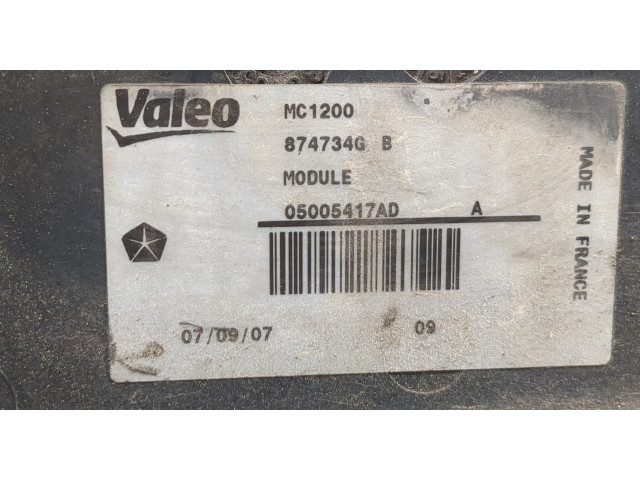 Valeo
MC1200
874734G B
MODULE
05005417AD A
07/09/07 09
MADE IN FRANCE